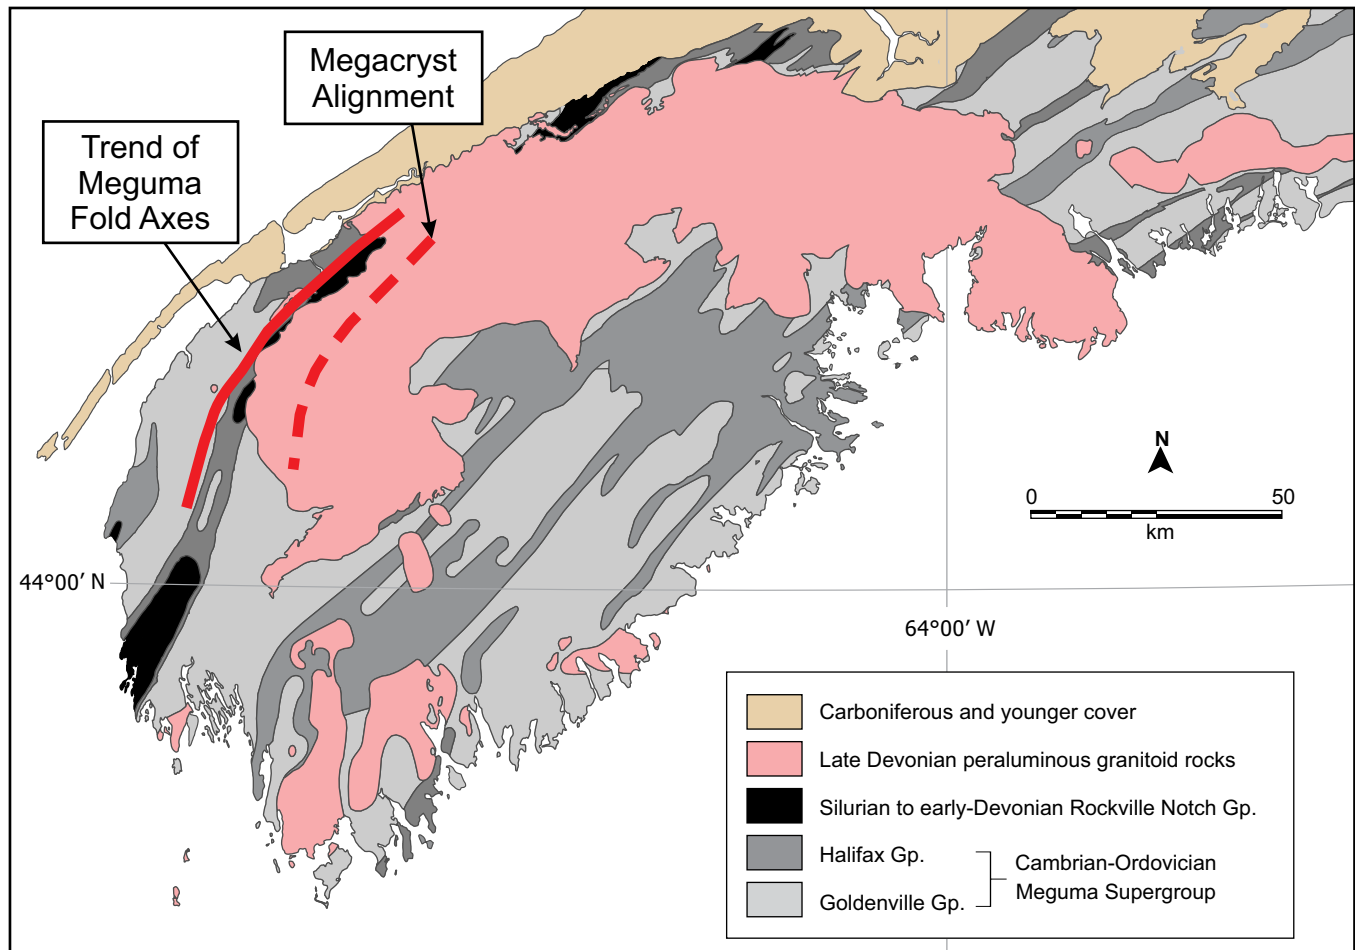 Megacryst
Alignment
Trend of
Meguma
Fold Axes
N
0 50
km
44°00′ N
64°00′ W
Carboniferous and younger cover
Late Devonian peraluminous granitoid rocks
Silurian to early-Devonian Rockville Notch Gp.
Halifax Gp.
Goldenville Gp.
Cambrian-Ordovician
Meguma Supergroup